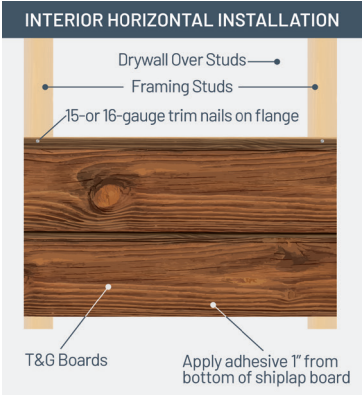 INTERIOR HORIZONTAL INSTALLATION
Drywall Over Studs
Framing Studs
15-or 16-gauge trim nails on flange
T&G Boards
Apply adhesive 1” from
bottom of shiplap board